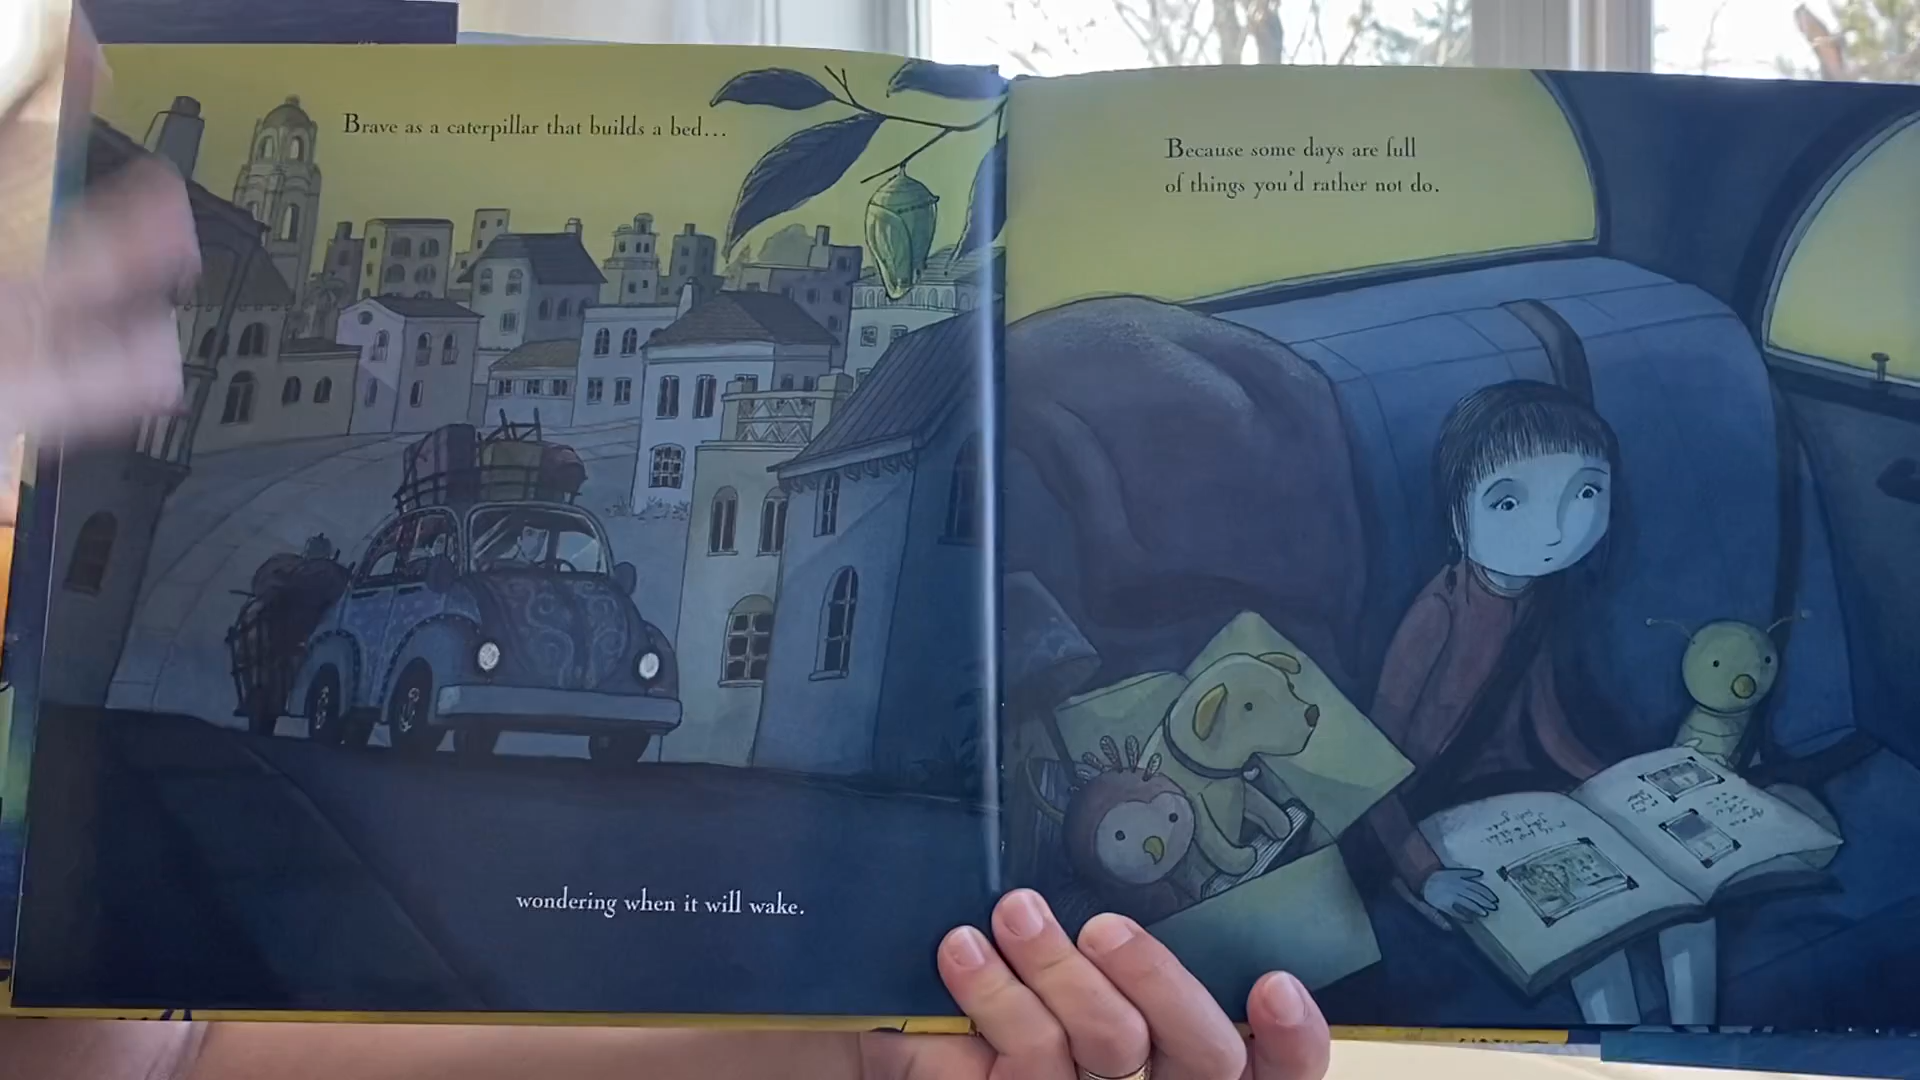 Brave as a caterpillar that builds a bed...
wondering when it will wake.
Because some days are full
of things you'd rather not do.